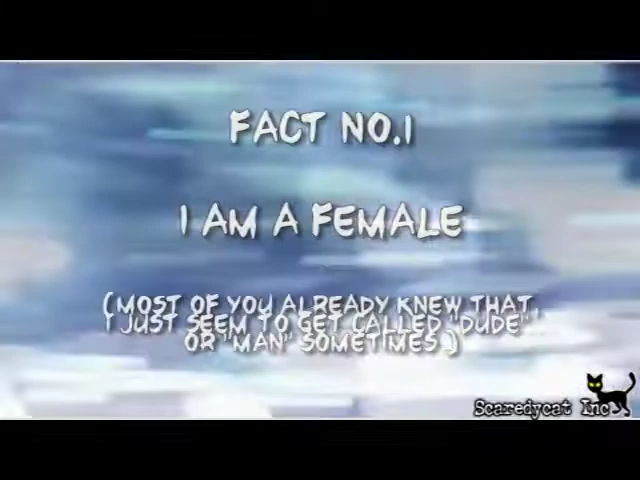 FACT NO.1
I AM A FEMALE
(MOST OF YOU ALREADY KNEW THAT,
I JUST SEEM TO GET CALLED "DUDE"
OR "MAN" SOMETIMES.)
Scaredycat Inc